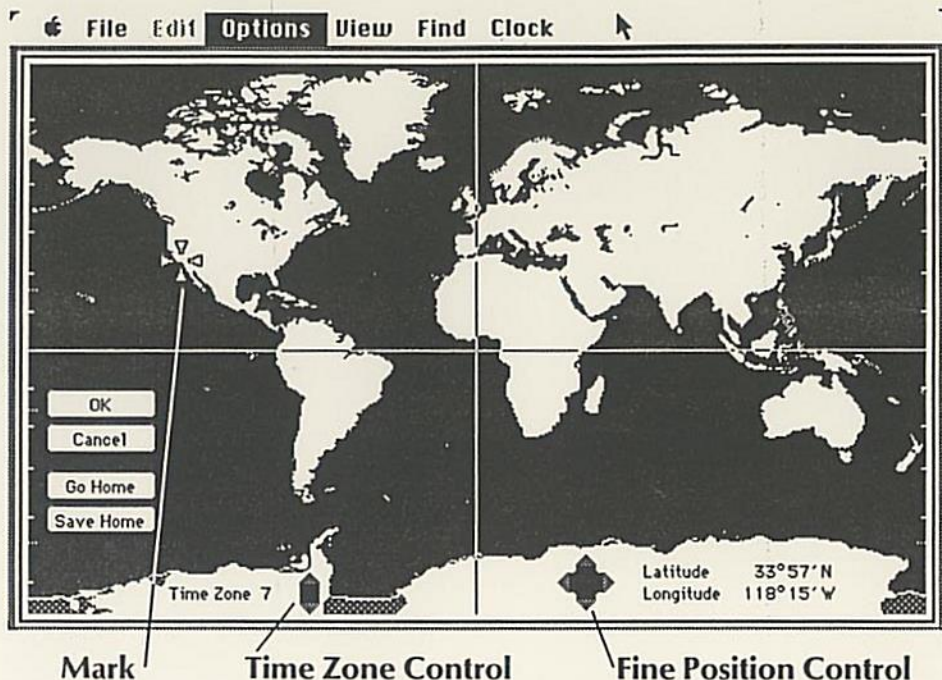 File Edit Options View Find Clock
OK
Cancel
Go Home
Save Home
Time Zone 7
Latitude 33°57'N
Longitude 118°15'W
Mark Time Zone Control Fine Position Control